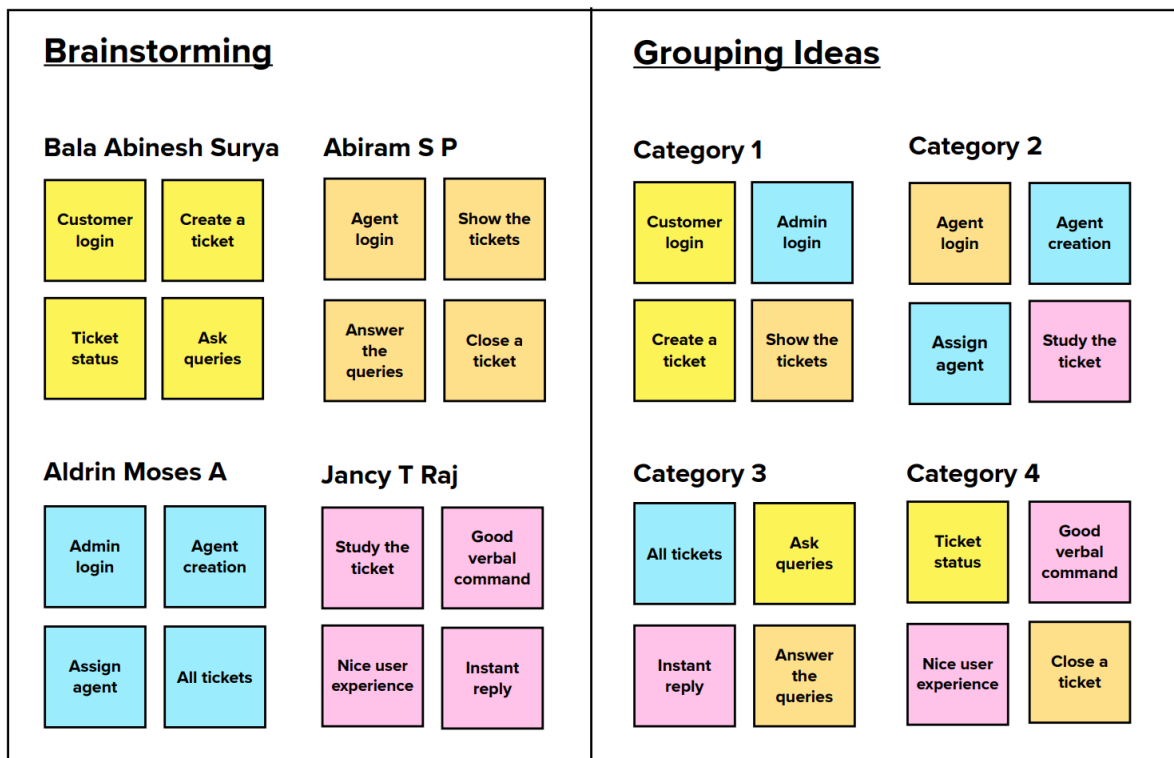 Brainstorming
Bala Abinesh Surya
Customer
login
Create a
ticket
Ticket
status
Ask
queries
Abiram S P
Agent
login
Show the
tickets
Answer
the
queries
Close a
ticket
Aldrin Moses A
Admin
login
Agent
creation
Assign
agent
All tickets
Jancy T Raj
Study the
ticket
Good
verbal
command
Nice user
experience
Instant
reply
Grouping Ideas
Category 1
Customer
login
Admin
login
Create a
ticket
Show the
tickets
Category 2
Agent
login
Agent
creation
Assign
agent
Study the
ticket
Category 3
All tickets
Ask
queries
Instant
reply
Answer
the
queries
Category 4
Ticket
status
Good
verbal
command
Nice user
experience
Close a
ticket